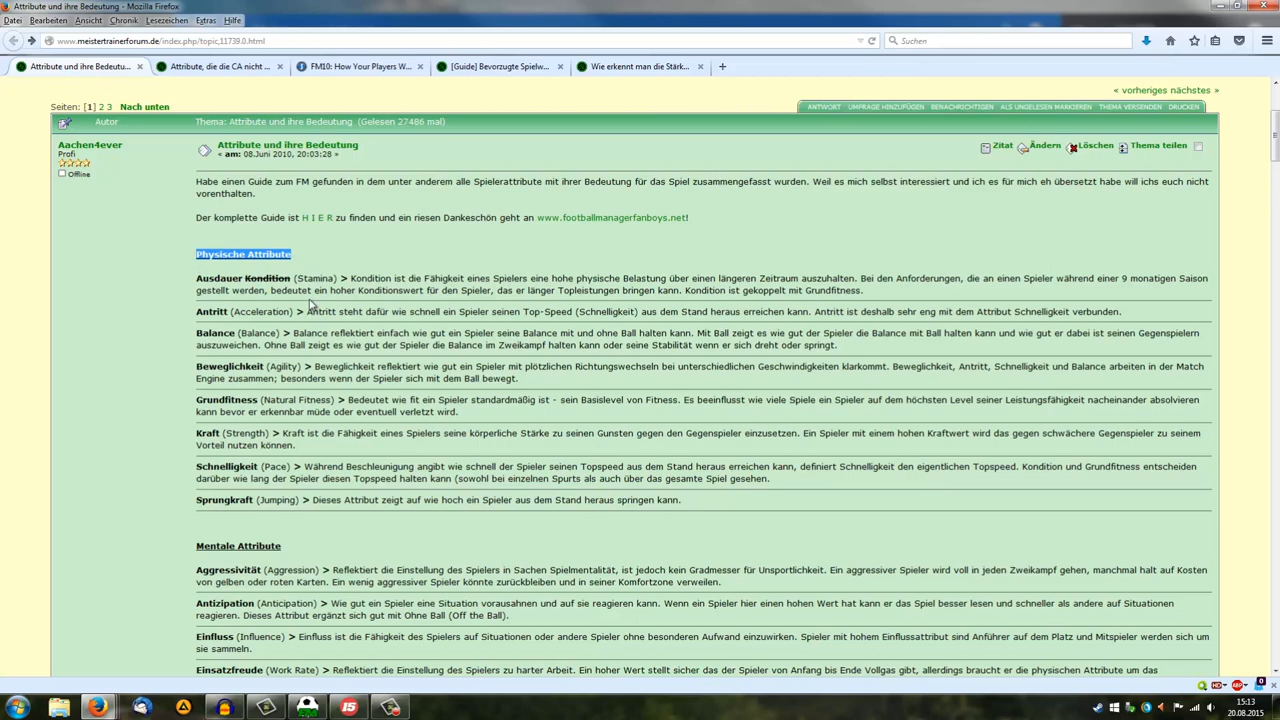 Attribute und ihre Bedeutung - Mozilla Firefox
Datei Bearbeiten Ansicht Chronik Lesezeichen Extras Hilfe
www.meistertrainerforum.de/index.php/topic,11739.0.html
Suchen
Attribute und ihre Bedeutu...
Attribute, die die CA nicht ...
FM10: How Your Players W...
[Guide] Bevorzugte Spielw...
Wie erkennt man die Stärk...
« vorheriges nächstes »
Seiten: [1] 2 3 Nach unten
ANTWORT UMFRAGE HINZUFÜGEN BENACHRICHTIGEN ALS UNGELESEN MARKIEREN THEMA VERSENDEN DRUCKEN
Autor
Thema: Attribute und ihre Bedeutung (Gelesen 27486 mal)
Aachen4ever
Profi
Offline
Attribute und ihre Bedeutung
« am: 08.Juni 2010, 20:03:28 »
Zitat Ändern Löschen Thema teilen
Habe einen Guide zum FM gefunden in dem unter anderem alle Spielerattribute mit ihrer Bedeutung für das Spiel zusammengefasst wurden. Weil es mich selbst interessiert und ich es für mich eh übersetzt habe will ichs euch nicht
vorenthalten.
Der komplette Guide ist H I E R zu finden und ein riesen Dankeschön geht an www.footballmanagerfanboys.net!
Physische Attribute
Ausdauer Kondition (Stamina) > Kondition ist die Fähigkeit eines Spielers eine hohe physische Belastung über einen längeren Zeitraum auszuhalten. Bei den Anforderungen, die an einen Spieler während einer 9 monatigen Saison
gestellt werden, bedeutet ein hoher Konditionswert für den Spieler, das er länger Topleistungen bringen kann. Kondition ist gekoppelt mit Grundfitness.
Antritt (Acceleration) > Antritt steht dafür wie schnell ein Spieler seinen Top-Speed (Schnelligkeit) aus dem Stand heraus erreichen kann. Antritt ist deshalb sehr eng mit dem Attribut Schnelligkeit verbunden.
Balance (Balance) > Balance reflektiert einfach wie gut ein Spieler seine Balance mit und ohne Ball halten kann. Mit Ball zeigt es wie gut der Spieler die Balance mit Ball halten kann und wie gut er dabei ist seinen Gegenspielern
auszuweichen. Ohne Ball zeigt es wie gut der Spieler die Balance im Zweikampf halten kann oder seine Stabilität wenn er sich dreht oder springt.
Beweglichkeit (Agility) > Beweglichkeit reflektiert wie gut ein Spieler mit plötzlichen Richtungswechseln bei unterschiedlichen Geschwindigkeiten klarkommt. Beweglichkeit, Antritt, Schnelligkeit und Balance arbeiten in der Match
Engine zusammen; besonders wenn der Spieler sich mit dem Ball bewegt.
Grundfitness (Natural Fitness) > Bedeutet wie fit ein Spieler standardmäßig ist - sein Basislevel von Fitness. Es beeinflusst wie viele Spiele ein Spieler auf dem höchsten Level seiner Leistungsfähigkeit nacheinander absolvieren
kann bevor er erkennbar müde oder eventuell verletzt wird.
Kraft (Strength) > Kraft ist die Fähigkeit eines Spielers seine körperliche Stärke zu seinen Gunsten gegen den Gegenspieler einzusetzen. Ein Spieler mit einem hohen Kraftwert wird das gegen schwächere Gegenspieler zu seinem
Vorteil nutzen können.
Schnelligkeit (Pace) > Während Beschleunigung angibt wie schnell der Spieler seinen Topspeed aus dem Stand heraus erreichen kann, definiert Schnelligkeit den eigentlichen Topspeed. Kondition und Grundfitness entscheiden
darüber wie lang der Spieler diesen Topspeed halten kann (sowohl bei einzelnen Spurts als auch über das gesamte Spiel gesehen.
Sprungkraft (Jumping) > Dieses Attribut zeigt auf wie hoch ein Spieler aus dem Stand heraus springen kann.
Mentale Attribute
Aggressivität (Aggression) > Reflektiert die Einstellung des Spielers in Sachen Spielmentalität, ist jedoch kein Gradmesser für Unsportlichkeit. Ein aggressiver Spieler wird voll in jeden Zweikampf gehen, manchmal halt auf Kosten
von gelben oder roten Karten. Ein wenig aggressiver Spieler könnte zurückbleiben und in seiner Komfortzone verweilen.
Antizipation (Anticipation) > Wie gut ein Spieler eine Situation vorausahnen und auf sie reagieren kann. Wenn ein Spieler hier einen hohen Wert hat kann er das Spiel besser lesen und schneller als andere auf Situationen
reagieren. Dieses Attribut ergänzt sich gut mit Ohne Ball (Off the Ball).
Einfluss (Influence) > Einfluss ist die Fähigkeit des Spielers auf Situationen oder andere Spieler ohne besonderen Aufwand einzuwirken. Spieler mit hohem Einflussattribut sind Anführer auf dem Platz und Mitspieler werden sich um
sie sammeln.
Einsatzfreude (Work Rate) > Reflektiert die Einstellung des Spielers zu harter Arbeit. Ein hoher Wert stellt sicher das der Spieler von Anfang bis Ende Vollgas gibt, allerdings braucht er die physischen Attribute um das
15:13
20.08.2015